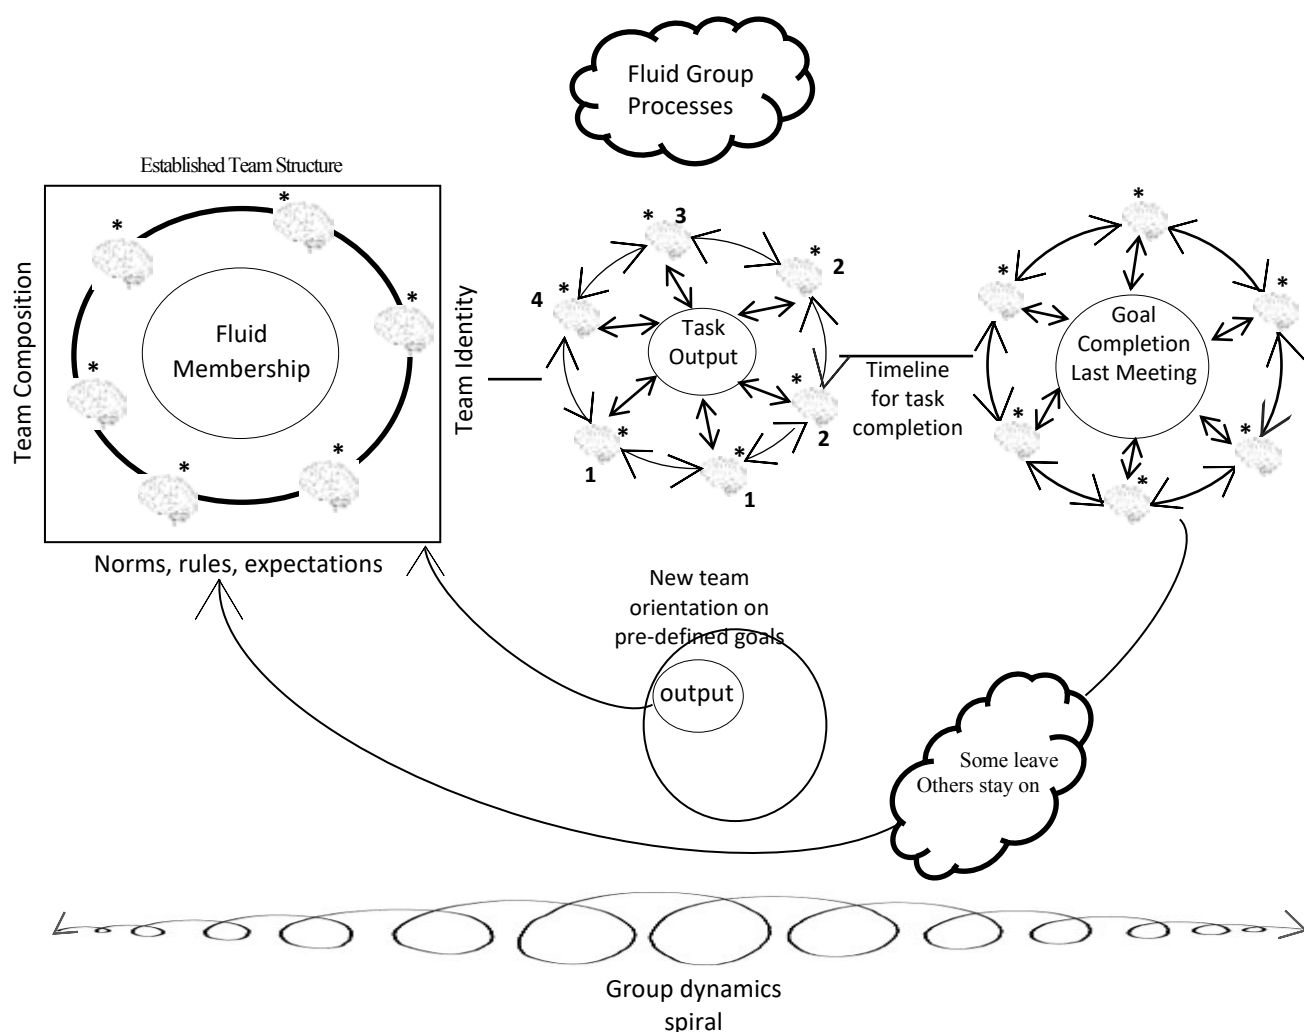 Fluid Group
Processes
Established Team Structure
Team Composition
Fluid
Membership
Team Identity
Norms, rules, expectations
*
*
*
*
*
*
* 3
* 2
4 *
Task
Output
* 2
* 1
* 1
Timeline
for task
completion
*
*
*
Goal
Completion
Last Meeting
*
*
*
New team
orientation on
pre-defined goals
output
Some leave
Others stay on
Group dynamics
spiral